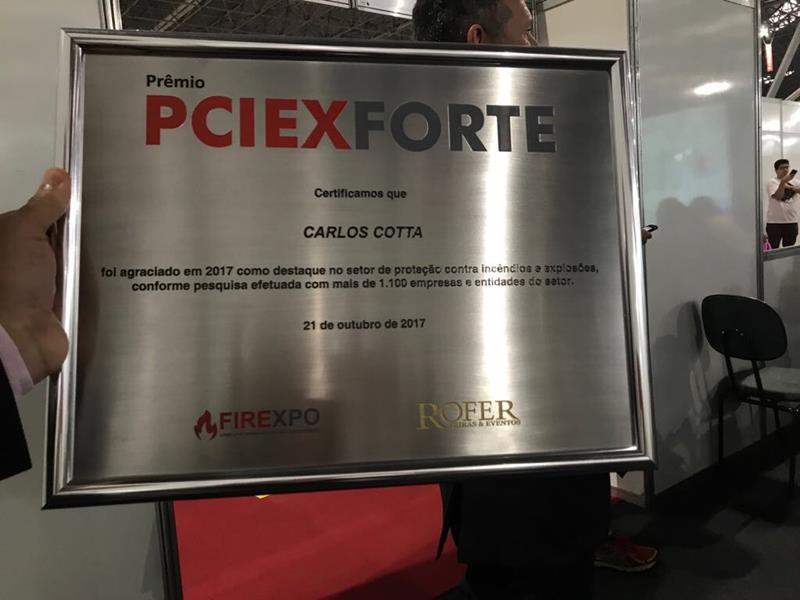 Prêmio
PCIEXFORTE
Certificamos que
CARLOS COTTA
foi agraciado em 2017 como destaque no setor de proteção contra incêndios e explosões,
conforme pesquisa efetuada com mais de 1.100 empresas e entidades do setor.
21 de outubro de 2017
FIREXPO
ROFER
FEIRAS & EVENTOS